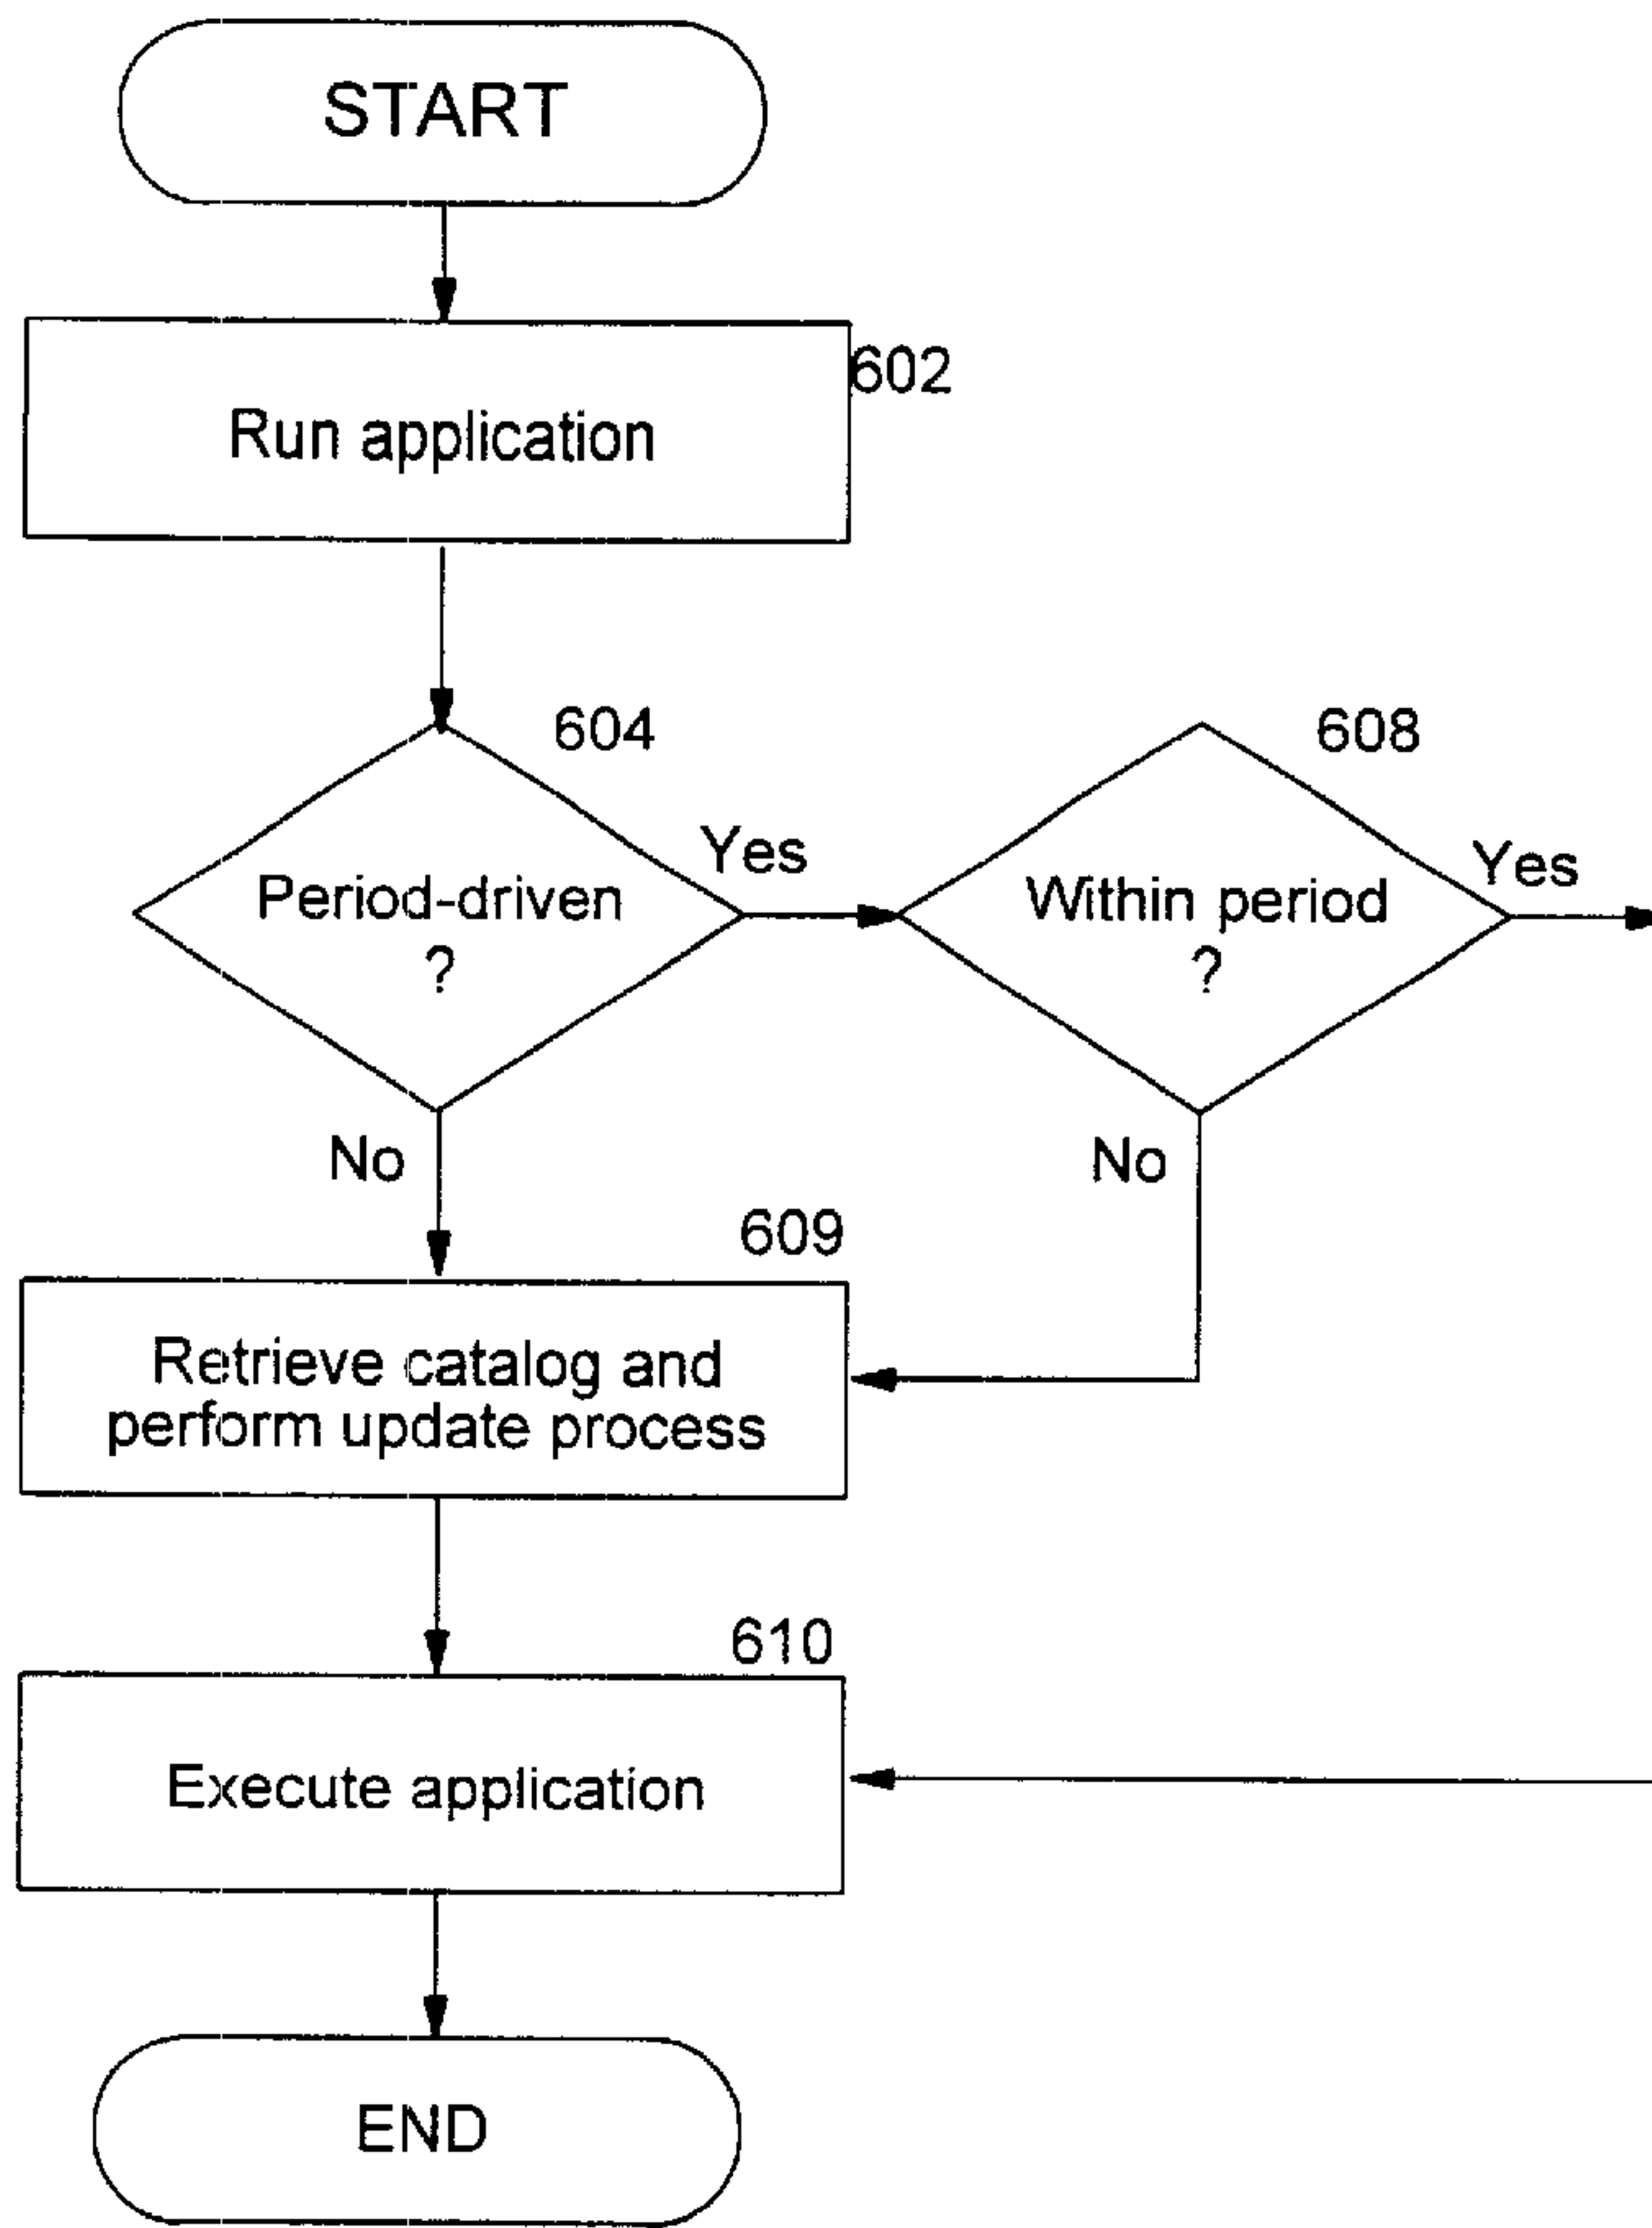 START
602
Run application
604
608
Yes
Yes
Period-driven
?
Within period
?
No
No
609
Retrieve catalog and
perform update process
610
Execute application
END